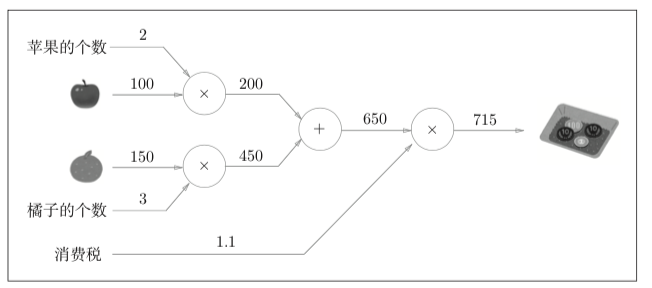 苹果的个数 2
100 × 200
+ 650 × 715
150 × 450
橘子的个数 3
消费税 1.1